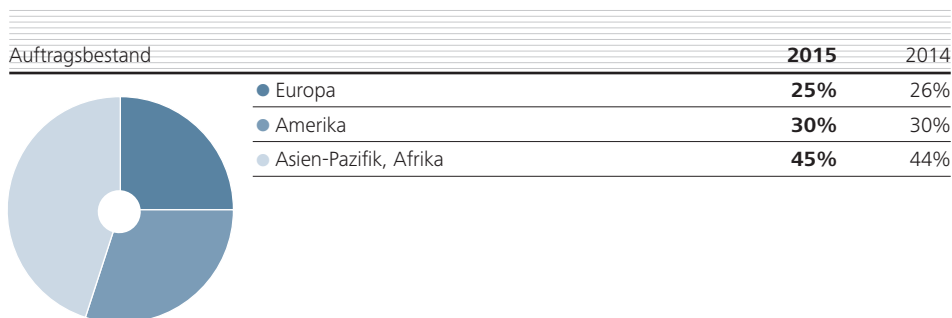 Auftragsbestand 2015 2014
Europa 25% 26%
Amerika 30% 30%
Asien-Pazifik, Afrika 45% 44%